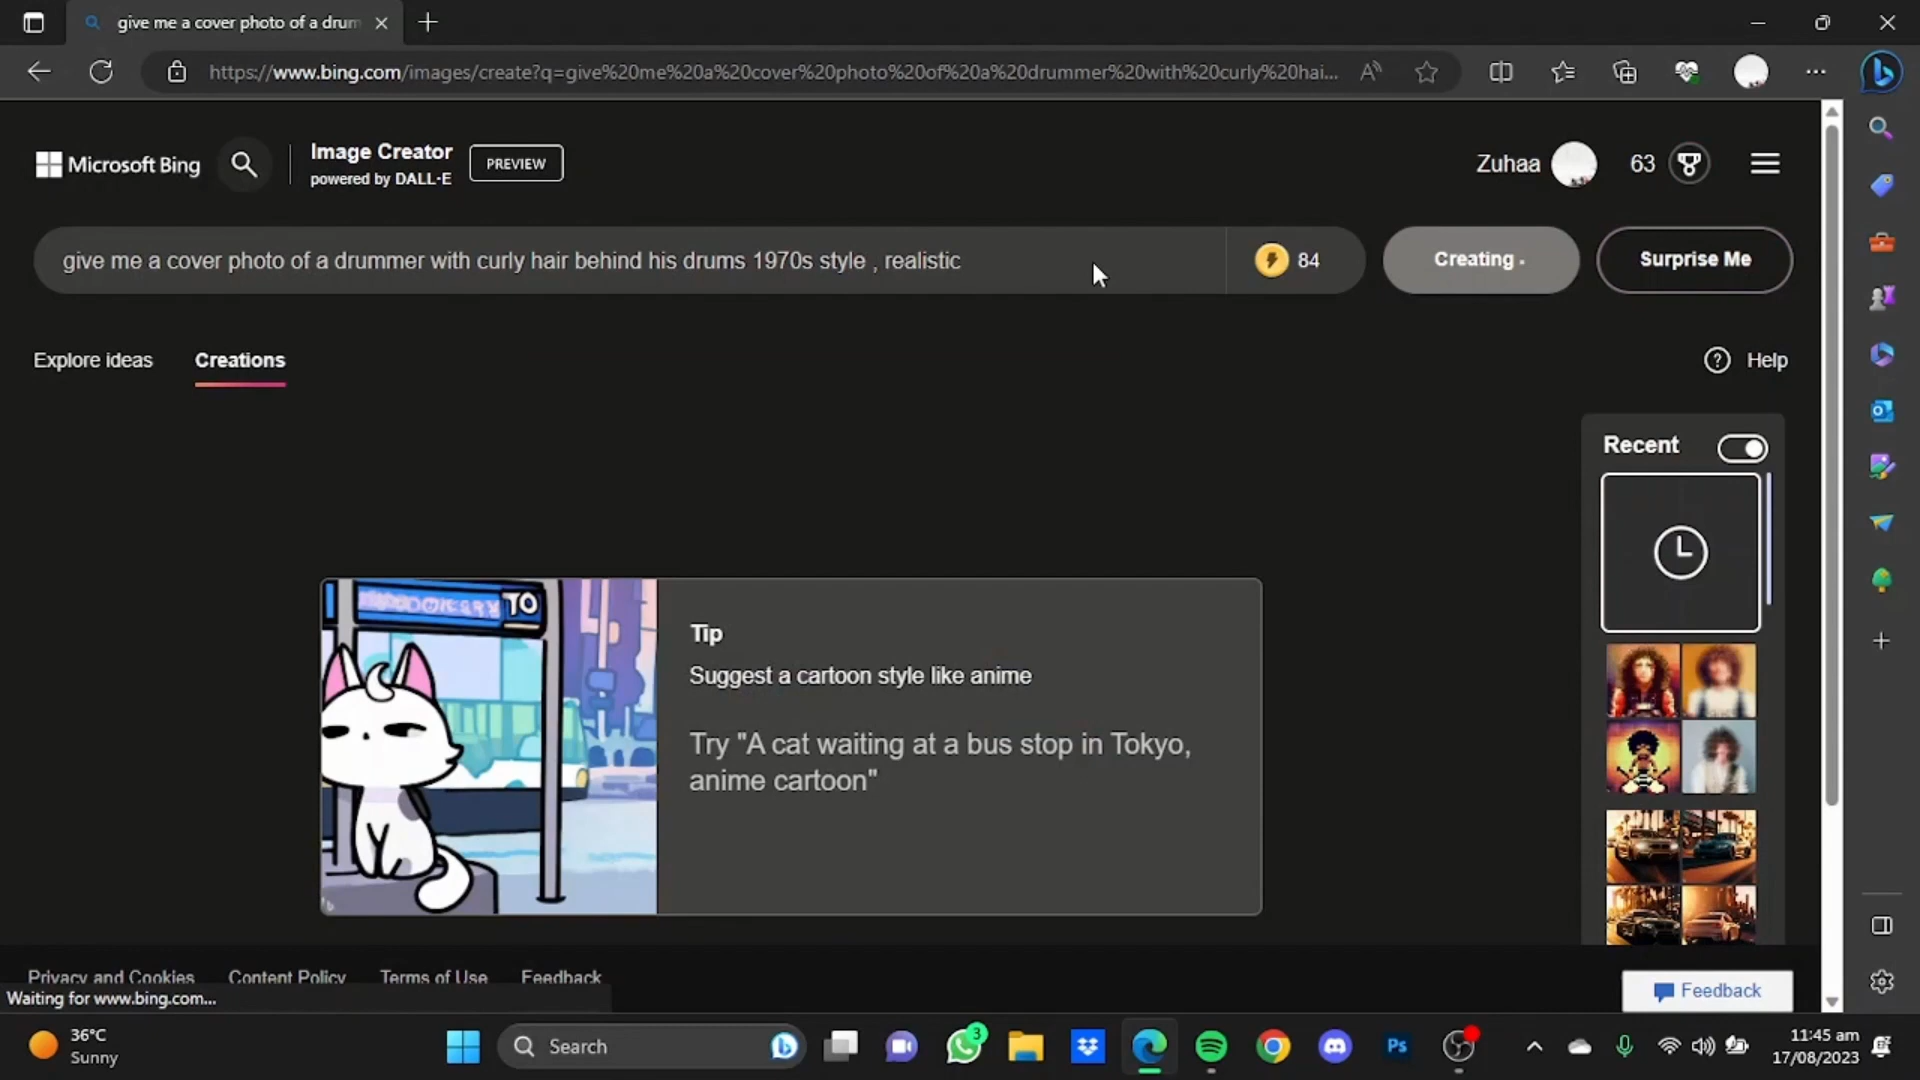 give me a cover photo of a drum
https://www.bing.com/images/create?q=give%20me%20a%20cover%20photo%20of%20a%20drummer%20with%20curly%20hai...
Microsoft Bing
Image Creator
powered by DALL·E
PREVIEW
Zuhaa
63
give me a cover photo of a drummer with curly hair behind his drums 1970s style , realistic
84
Creating .
Surprise Me
Explore ideas
Creations
Help
Recent
TO
Tip
Suggest a cartoon style like anime
Try "A cat waiting at a bus stop in Tokyo,
anime cartoon"
Privacy and Cookies
Content Policy
Terms of Use
Feedback
Waiting for www.bing.com...
Feedback
36°C
Sunny
Search
3
Ps
11:45 am
17/08/2023